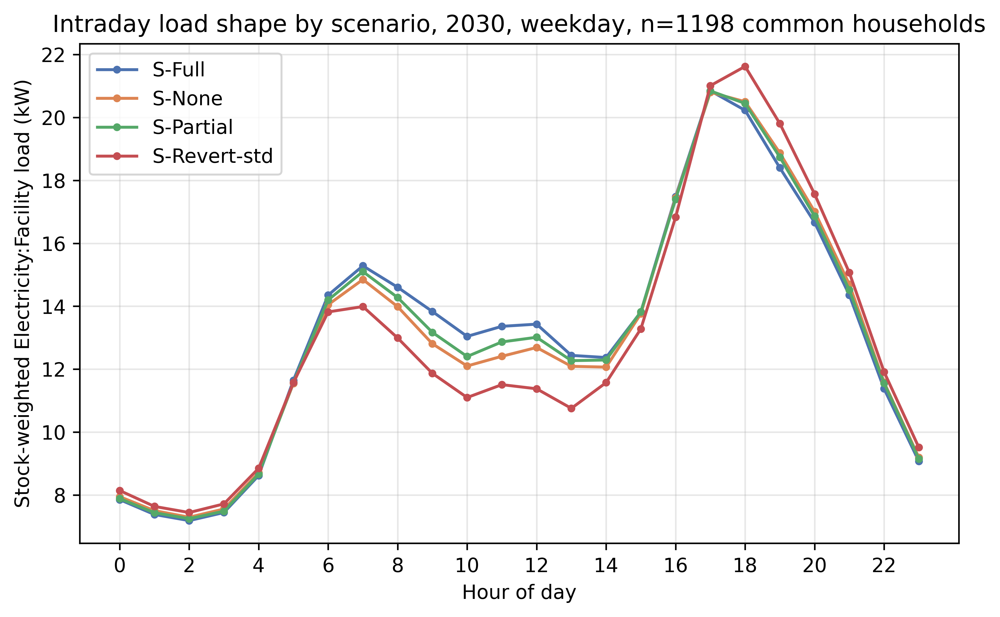 Intraday load shape by scenario, 2030, weekday, n=1198 common households
Stock-weighted Electricity:Facility load (kW)
22
20
18
16
14
12
10
8
S-Full
S-None
S-Partial
S-Revert-std
0 2 4 6 8 10 12 14 16 18 20 22
Hour of day